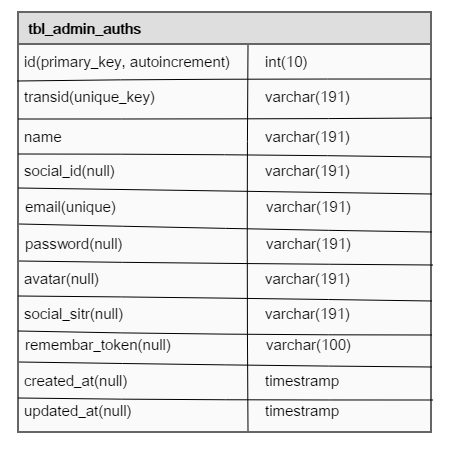 tbl_admin_auths
id(primary_key, autoincrement) int(10)
transid(unique_key) varchar(191)
name varchar(191)
social_id(null) varchar(191)
email(unique) varchar(191)
password(null) varchar(191)
avatar(null) varchar(191)
social_sitr(null) varchar(191)
remembar_token(null) varchar(100)
created_at(null) timestramp
updated_at(null) timestramp